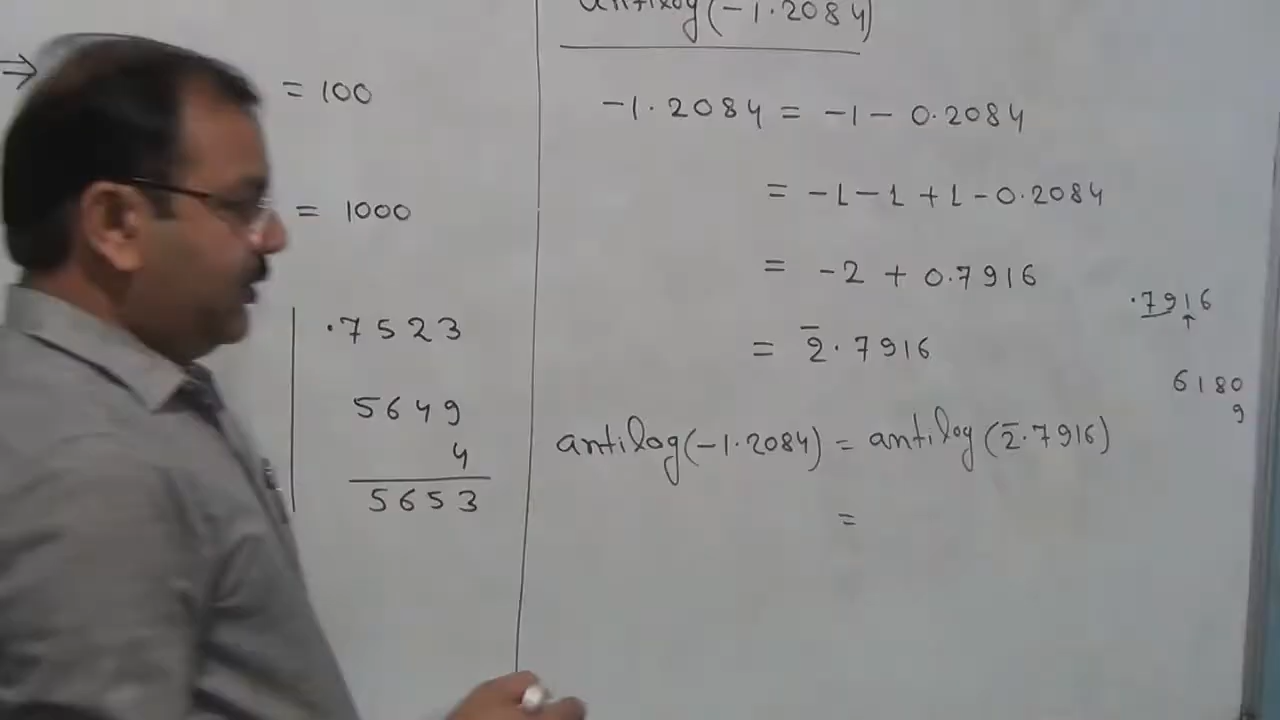 ⇒ = 100
= 1000
.7523
5649
4
5653
antilog(-1.2084)
-1.2084 = -1 - 0.2084
= -1 - 1 + 1 - 0.2084
= -2 + 0.7916
= 2̅.7916
antilog(-1.2084) = antilog(2̅.7916)
=
.7916
↑
6180
9